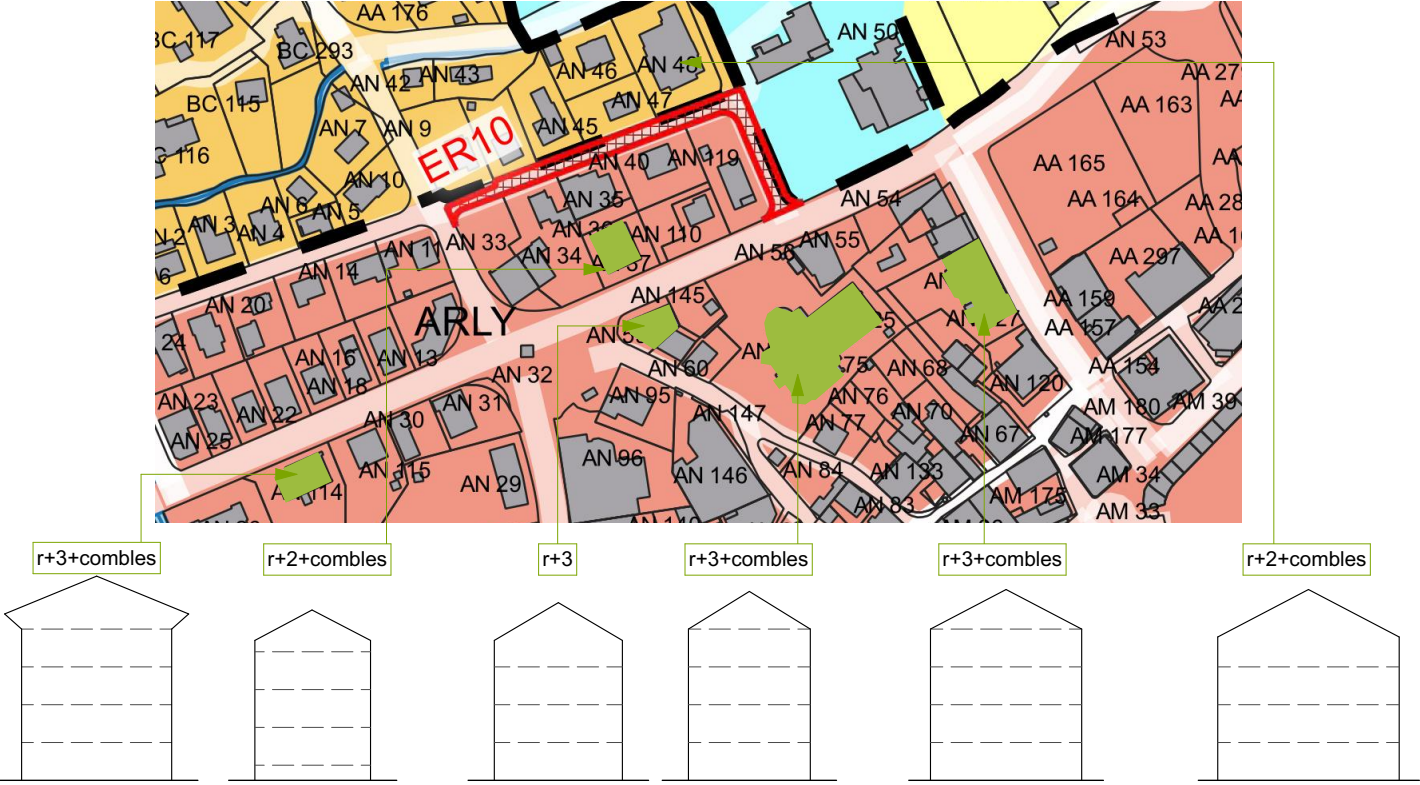 AA 176
BC 117
BC 293
AN 50
AN 53
AN 42
AN 43
AN 46
AN 48
AA 27
BC 115
AN 47
AA 163
AN 7
AN 9
AN 45
ER10
AN 40
AN 119
AA 165
AN 10
AN 6
AN 5
AN 35
AN 54
AA 164
AA 28
AN 3
AN 4
AN 11
AN 33
AN 34
AN 110
AN 56
AN 55
AN 14
AA 297
AN 20
ARLY
AN 145
AA 159
AA 157
AN 16
AN 13
AN 18
AN 60
AN 68
AA 154
AN 32
AN 120
AN 23
AN 22
AN 30
AN 31
AN 95
AN 147
AN 76
AN 77
AN 70
AM 180
AM 39
AN 25
AN 67
AM 177
AN 115
AN 29
AN 96
AN 146
AN 84
AN 133
AM 34
AN 83
AM 175
AM 33
r+3+combles
r+2+combles
r+3
r+3+combles
r+3+combles
r+2+combles